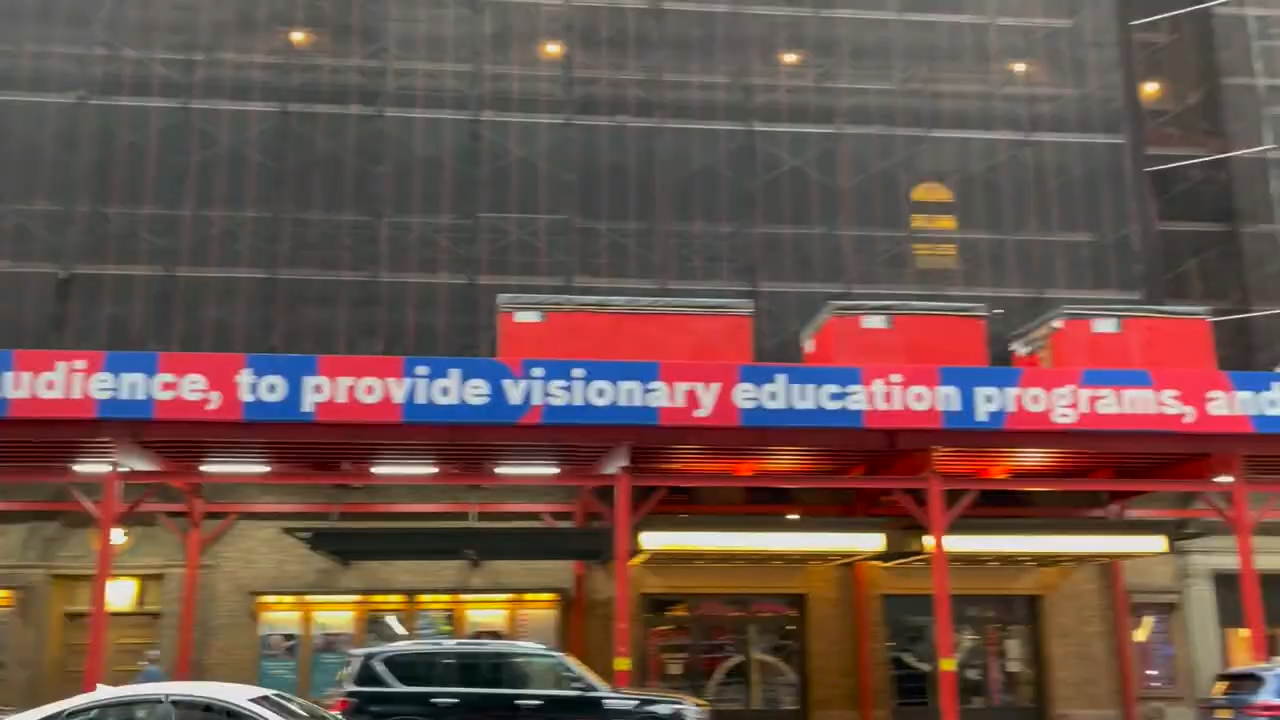 udience, to provide visionary education programs, and